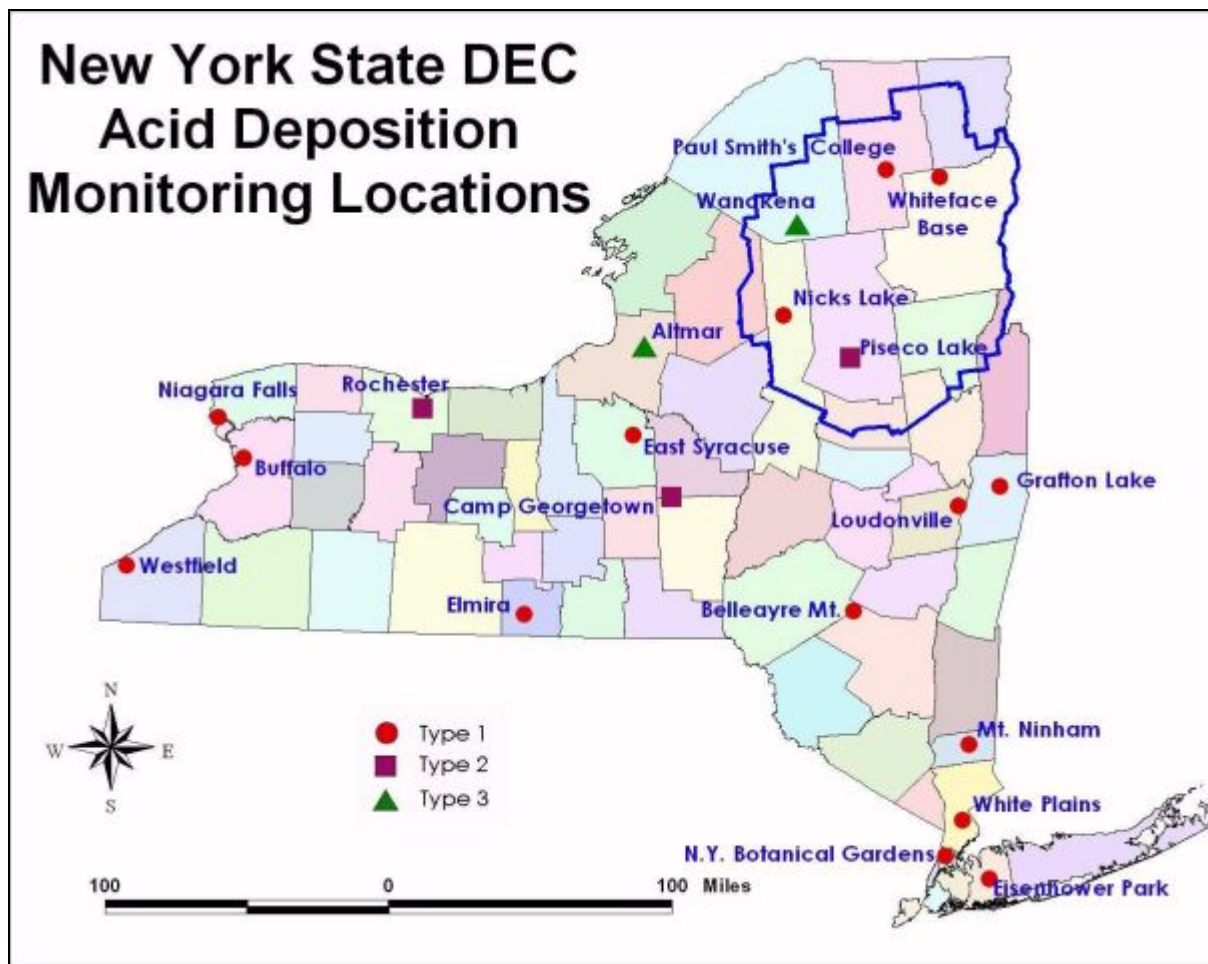 New York State DEC
Acid Deposition
Monitoring Locations
Paul Smith's College
Wanakena
Whiteface
Base
Nicks Lake
Altmar
Piseco Lake
Niagara Falls
Rochester
Buffalo
East Syracuse
Grafton Lake
Camp Georgetown
Loudonville
Westfield
Elmira
Belleayre Mt.
N
W E
S
Type 1
Type 2
Type 3
Mt. Ninham
White Plains
N.Y. Botanical Gardens
Eisenhower Park
100 0 100 Miles